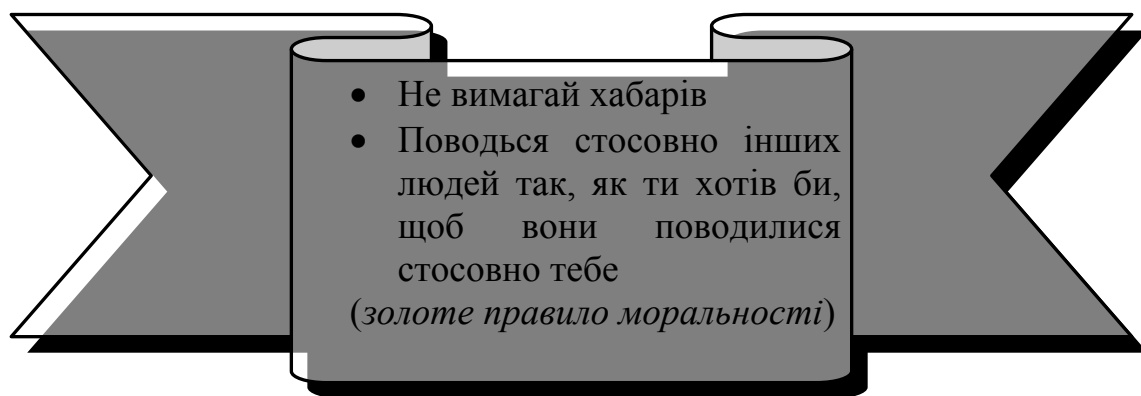 • Не вимагай хабарів
• Поводься стосовно інших
людей так, як ти хотів би,
щоб вони поводилися
стосовно тебе
(золоте правило моральності)